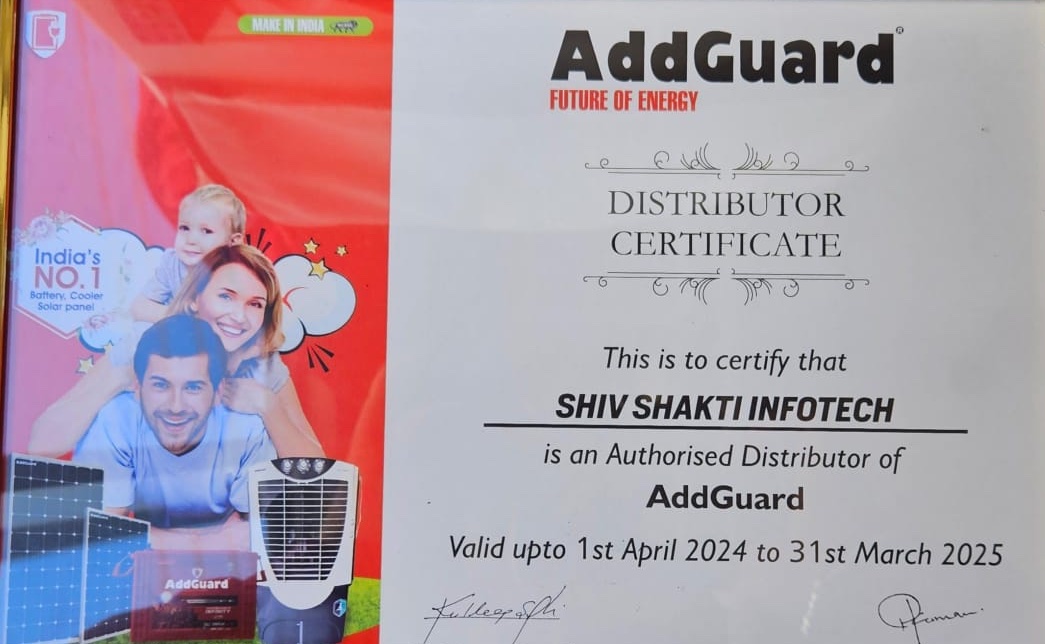 MAKE IN INDIA
AddGuard®
FUTURE OF ENERGY
DISTRIBUTOR
CERTIFICATE
India's
NO.1
Battery, Cooler
Solar panel
This is to certify that
SHIV SHAKTI INFOTECH
is an Authorised Distributor of
AddGuard
Valid upto 1st April 2024 to 31st March 2025
AddGuard